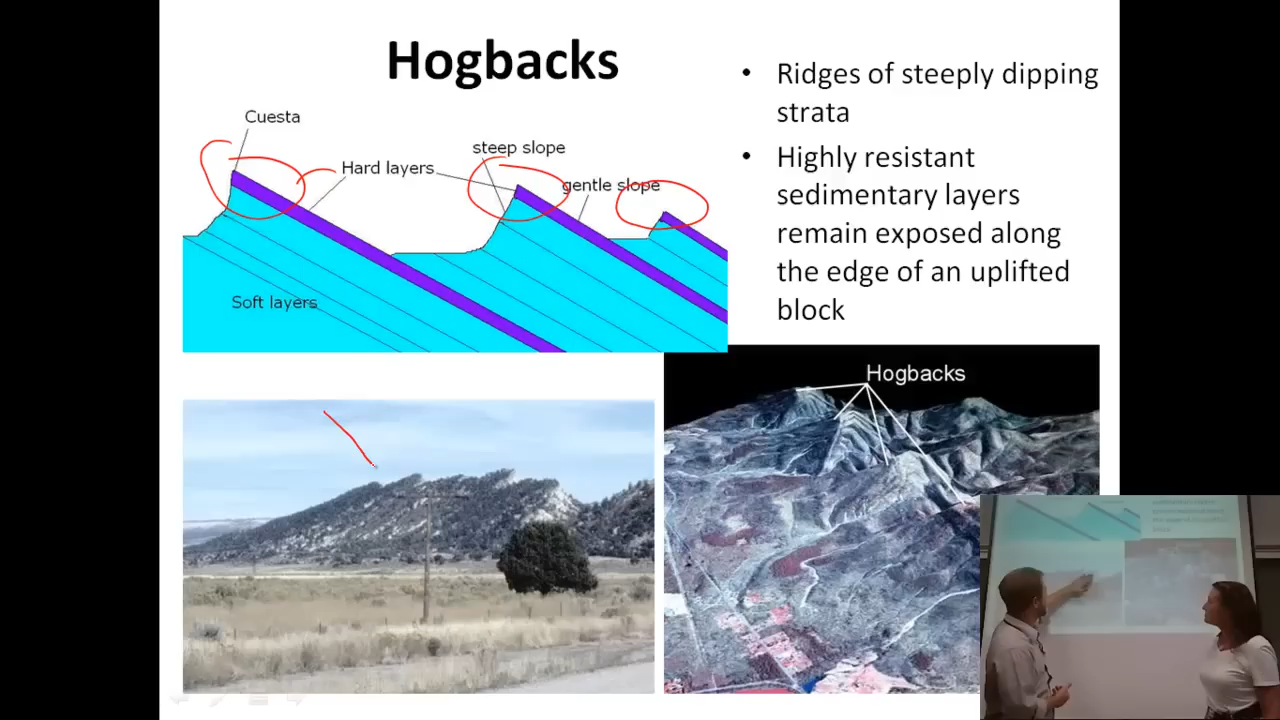 Hogbacks
• Ridges of steeply dipping
strata
• Highly resistant
sedimentary layers
remain exposed along
the edge of an uplifted
block
Cuesta
Hard layers
steep slope
gentle slope
Soft layers
Hogbacks